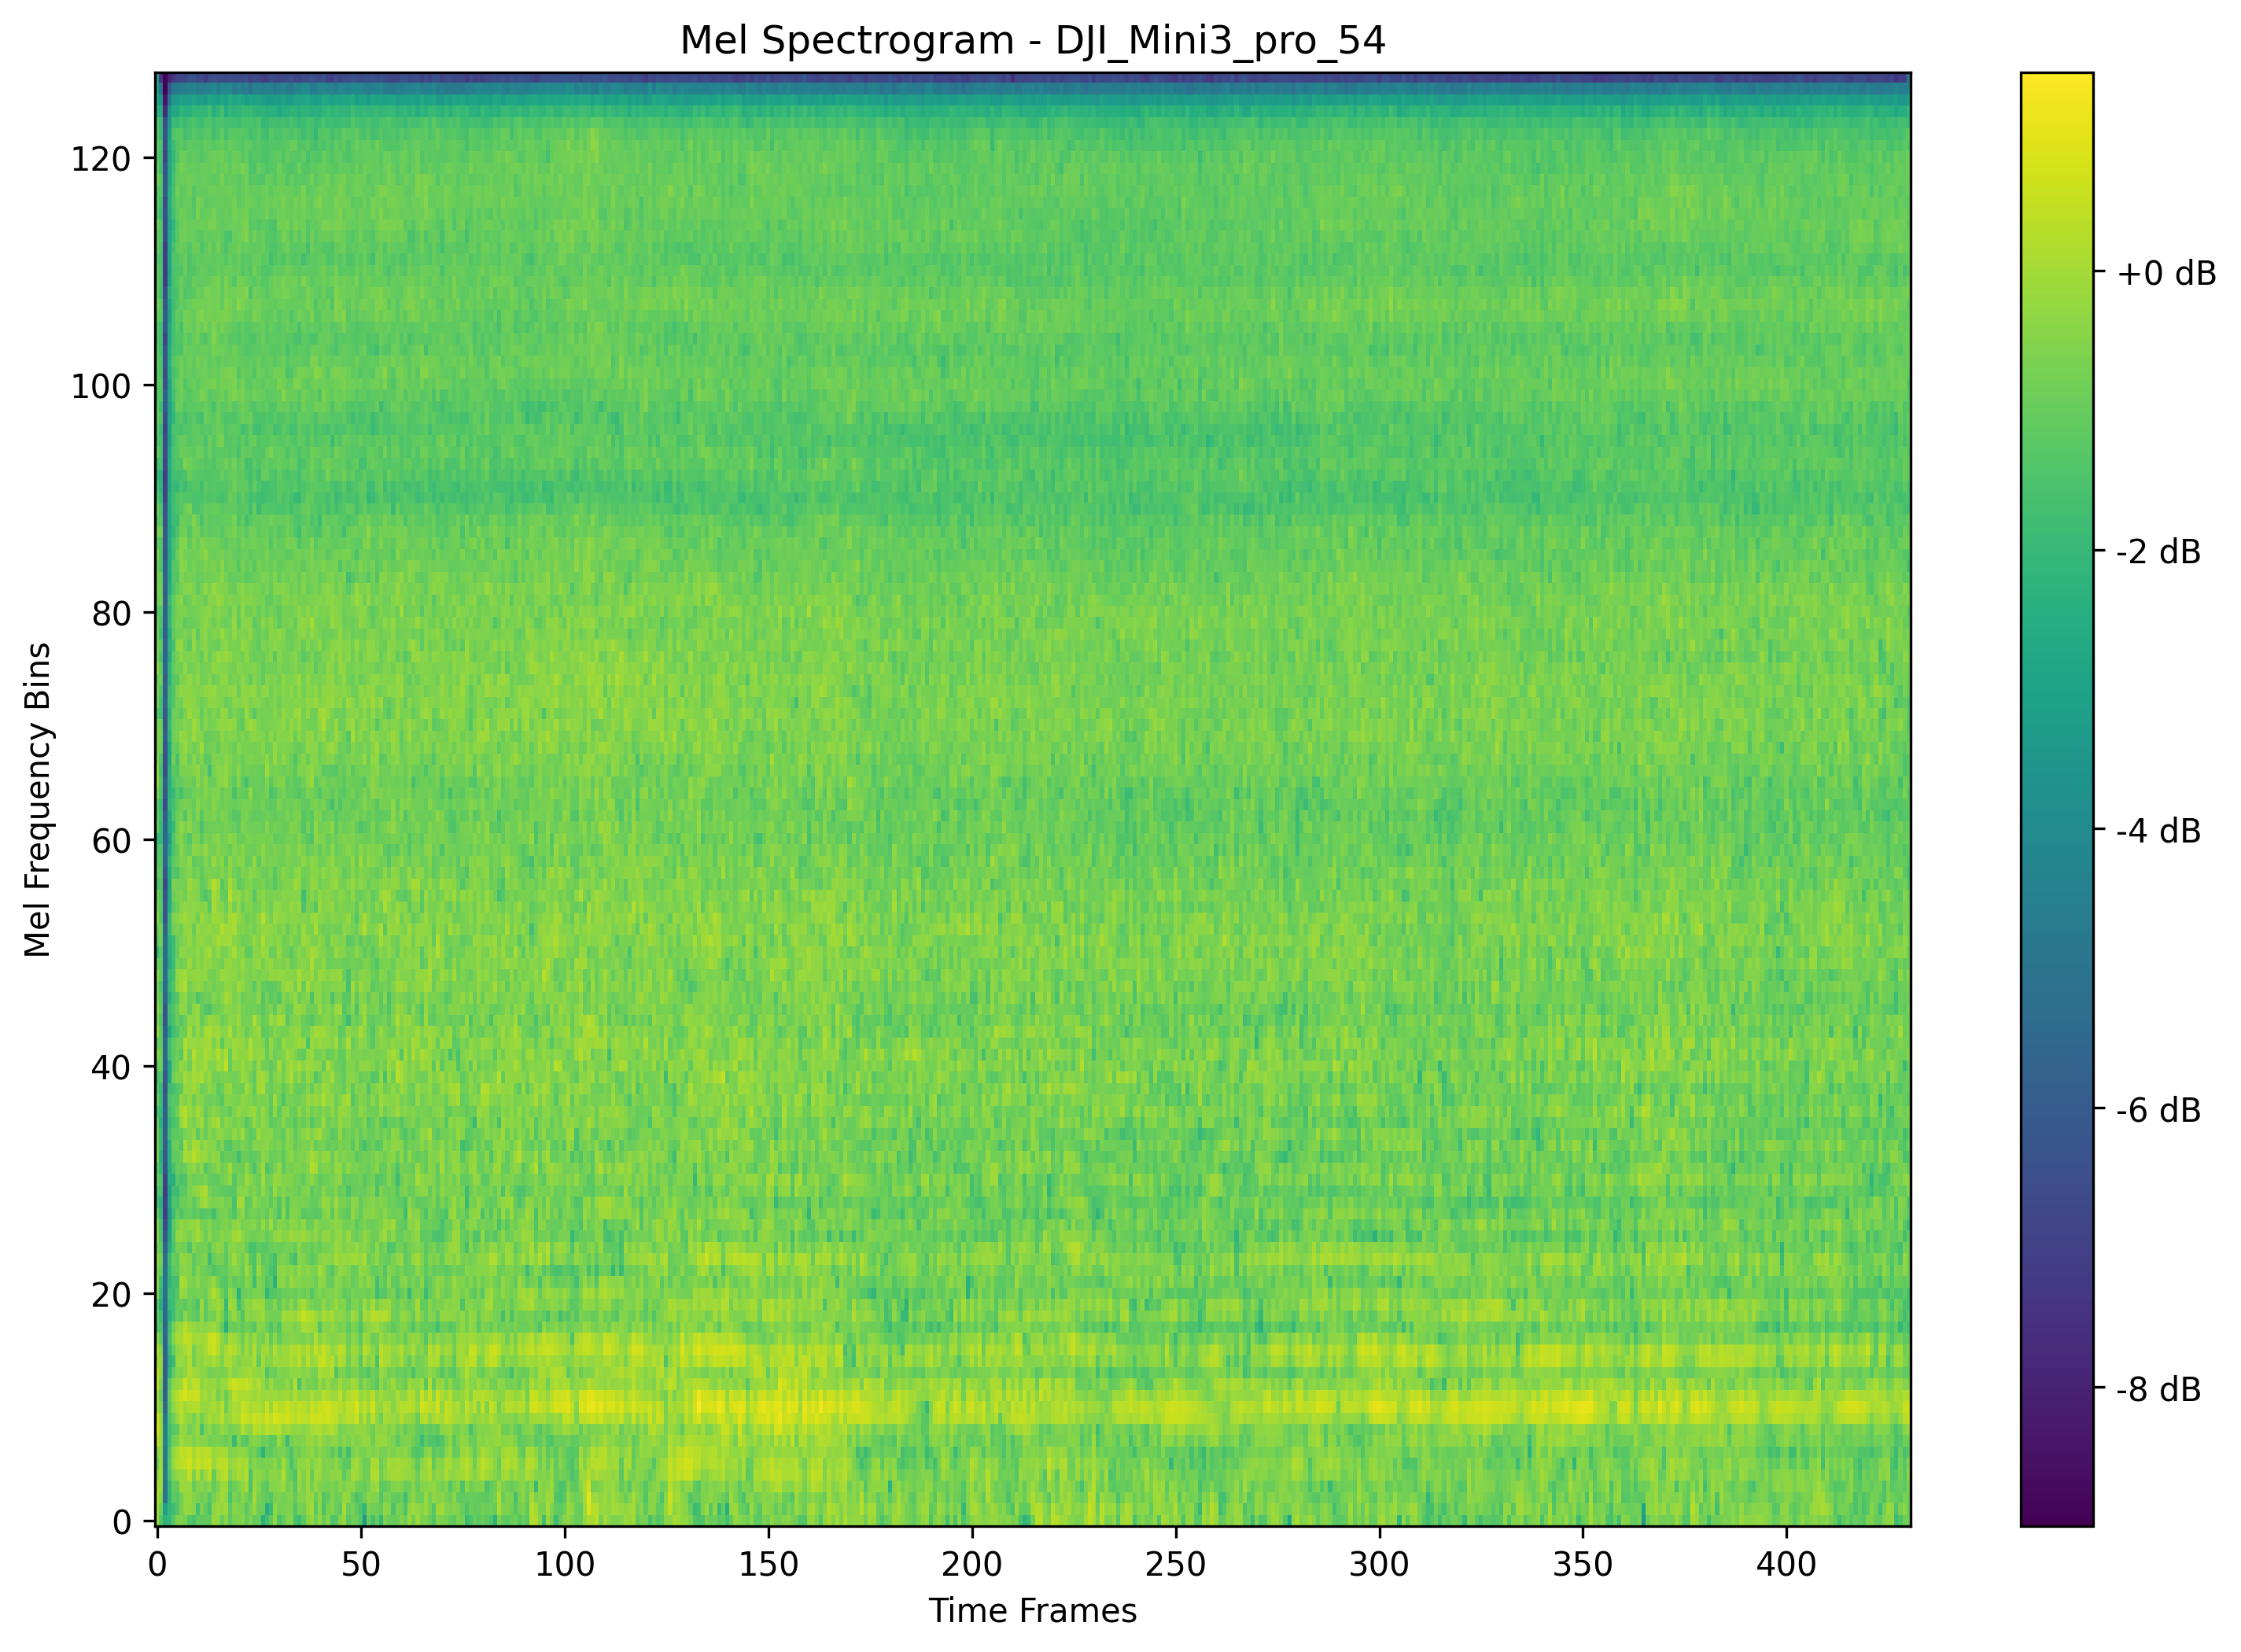 Mel Spectrogram - DJI_Mini3_pro_54
Mel Frequency Bins
120
100
80
60
40
20
0
0 50 100 150 200 250 300 350 400
Time Frames
+0 dB
-2 dB
-4 dB
-6 dB
-8 dB